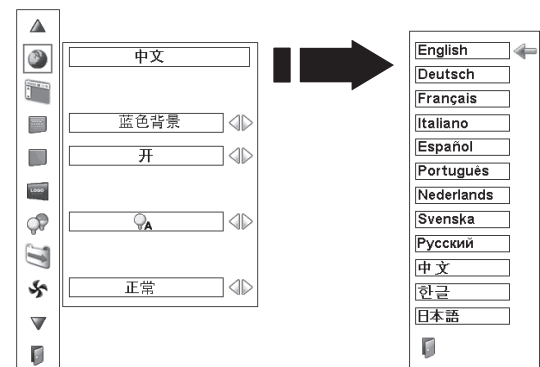 中文
蓝色背景
开
LOGO
A
正常
English
Deutsch
Français
Italiano
Español
Português
Nederlands
Svenska
Русский
中文
한글
日本語